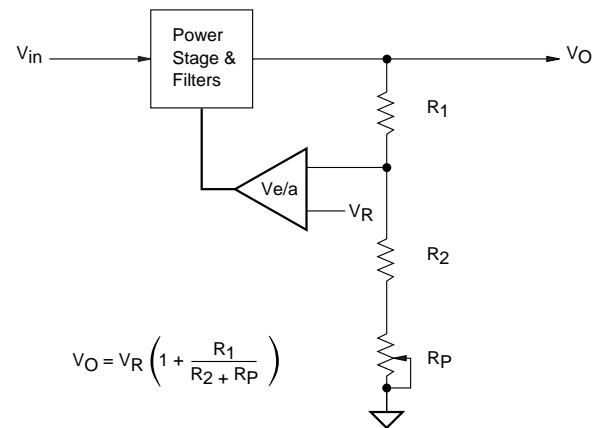 Power
Stage &
Filters
Vin
VO
R1
Ve/a
VR
R2
RP
VO = VR ( 1 + R1 / R2 + RP )